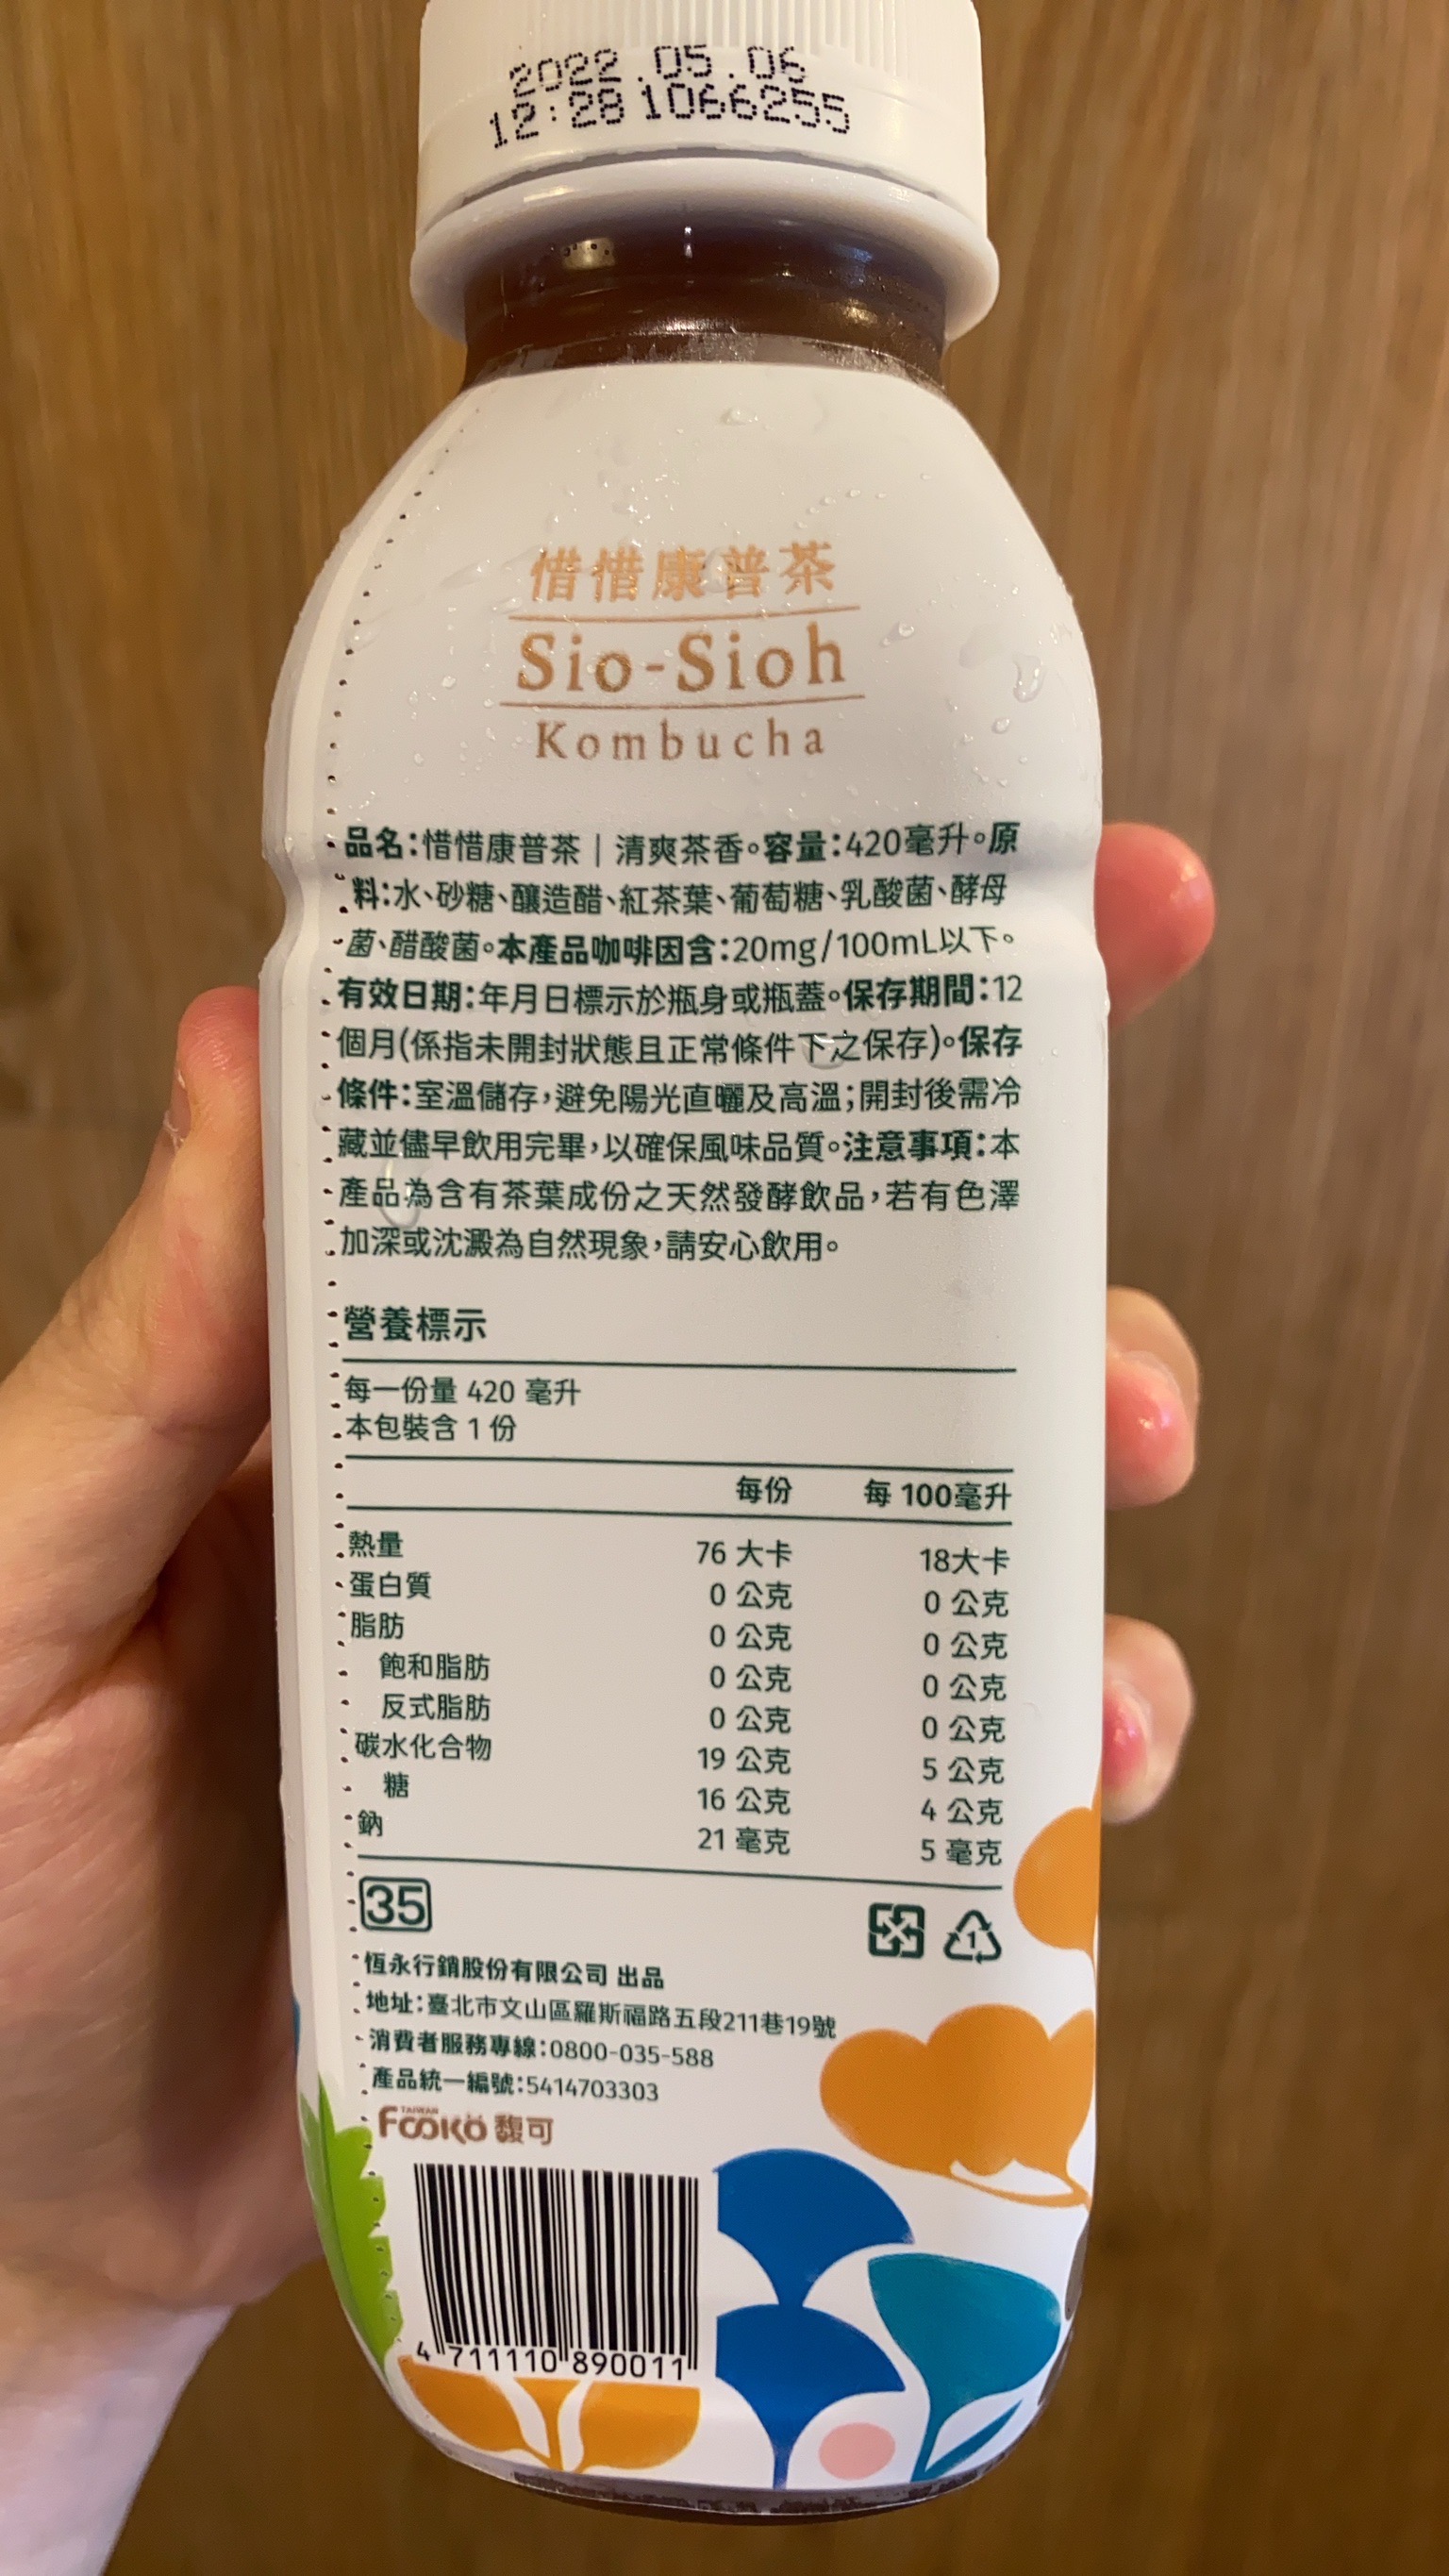 2022.05.06
12:28 1066255
惜惜康普茶
Sio-Sioh
Kombucha
品名:惜惜康普茶｜清爽茶香。容量:420毫升。原
料:水、砂糖、釀造醋、紅茶葉、葡萄糖、乳酸菌、酵母
菌、醋酸菌。本產品咖啡因含:20mg/100mL以下。
有效日期:年月日標示於瓶身或瓶蓋。保存期間:12
個月(係指未開封狀態且正常條件下之保存)。保存
條件:室溫儲存,避免陽光直曬及高溫;開封後需冷
藏並儘早飲用完畢,以確保風味品質。注意事項:本
產品為含有茶葉成份之天然發酵飲品,若有色澤
加深或沈澱為自然現象,請安心飲用。
營養標示
每一份量 420 毫升
本包裝含 1 份
每份 每 100毫升
熱量 76 大卡 18大卡
蛋白質 0 公克 0 公克
脂肪 0 公克 0 公克
飽和脂肪 0 公克 0 公克
反式脂肪 0 公克 0 公克
碳水化合物 19 公克 5 公克
糖 16 公克 4 公克
鈉 21 毫克 5 毫克
35
1
恆永行銷股份有限公司 出品
地址:臺北市文山區羅斯福路五段211巷19號
消費者服務專線:0800-035-588
產品統一編號:5414703303
TAIWAN
FOOKO 馥可
4 711110 890011